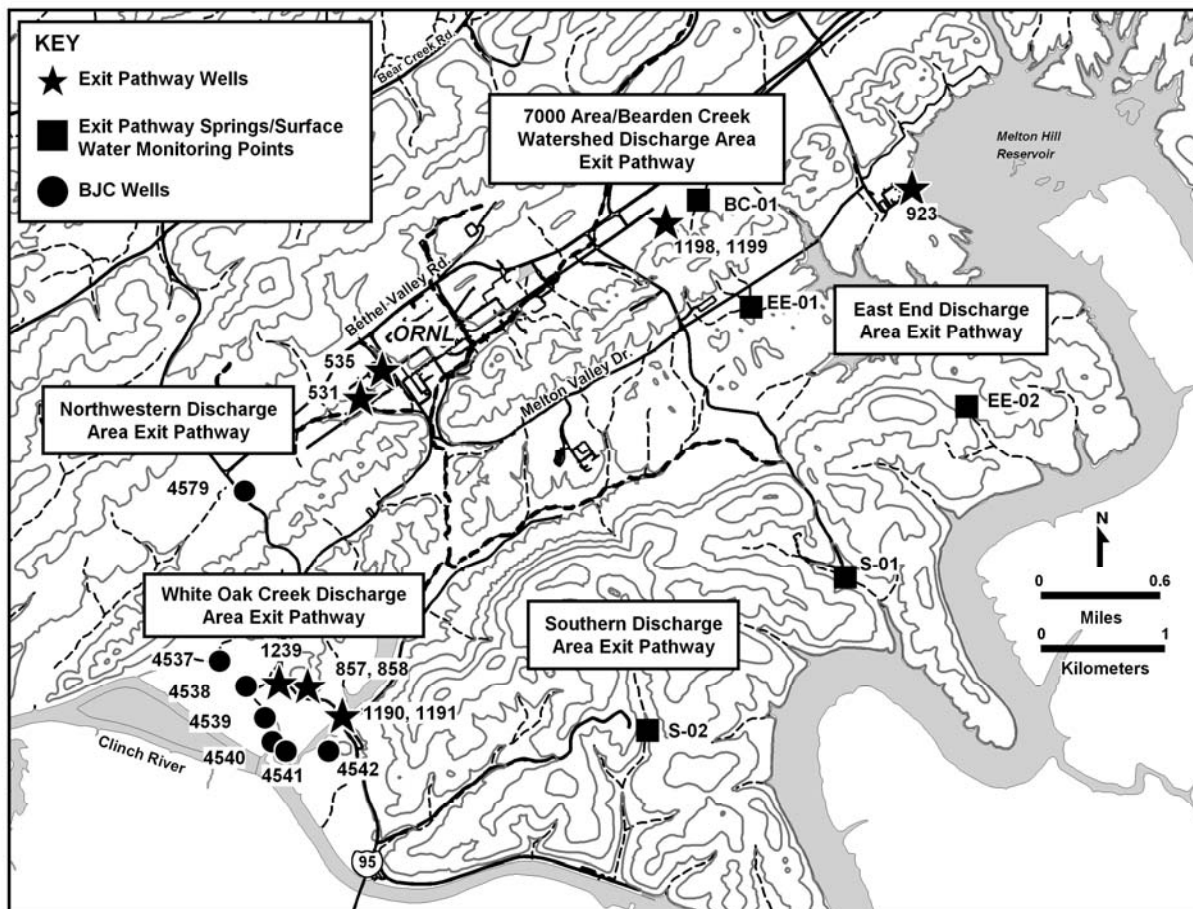 KEY
Exit Pathway Wells
Exit Pathway Springs/Surface
Water Monitoring Points
BJC Wells
Bear Creek Rd.
7000 Area/Bearden Creek
Watershed Discharge Area
Exit Pathway
Melton Hill
Reservoir
BC-01
923
1198, 1199
Bethel Valley Rd.
EE-01
East End Discharge
Area Exit Pathway
ORNL
535
531
Melton Valley Dr.
EE-02
Northwestern Discharge
Area Exit Pathway
4579
N
S-01
0
0.6
Miles
0
1
Kilometers
White Oak Creek Discharge
Area Exit Pathway
Southern Discharge
Area Exit Pathway
1239
4537
857, 858
4538
4539
1190, 1191
S-02
Clinch River
4540
4541
4542
95